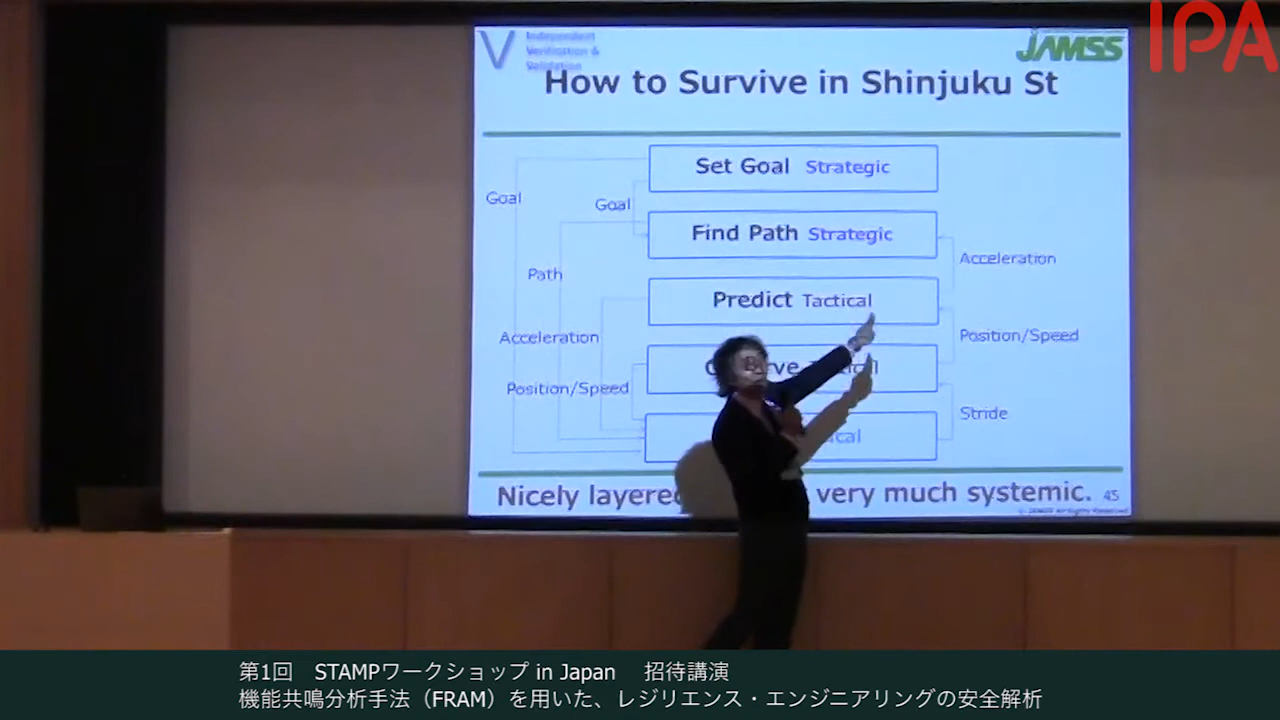 IPA
V Independent
Verification &
Validation
JAMSS
How to Survive in Shinjuku St
Set Goal Strategic
Goal
Goal
Find Path Strategic
Acceleration
Path
Predict Tactical
Acceleration
Position/Speed
Position/Speed
Stride
Nicely layered very much systemic. 45
© JAMSS All Rights Reserved
第1回 STAMPワークショップ in Japan 招待講演
機能共鳴分析手法（FRAM）を用いた、レジリエンス・エンジニアリングの安全解析